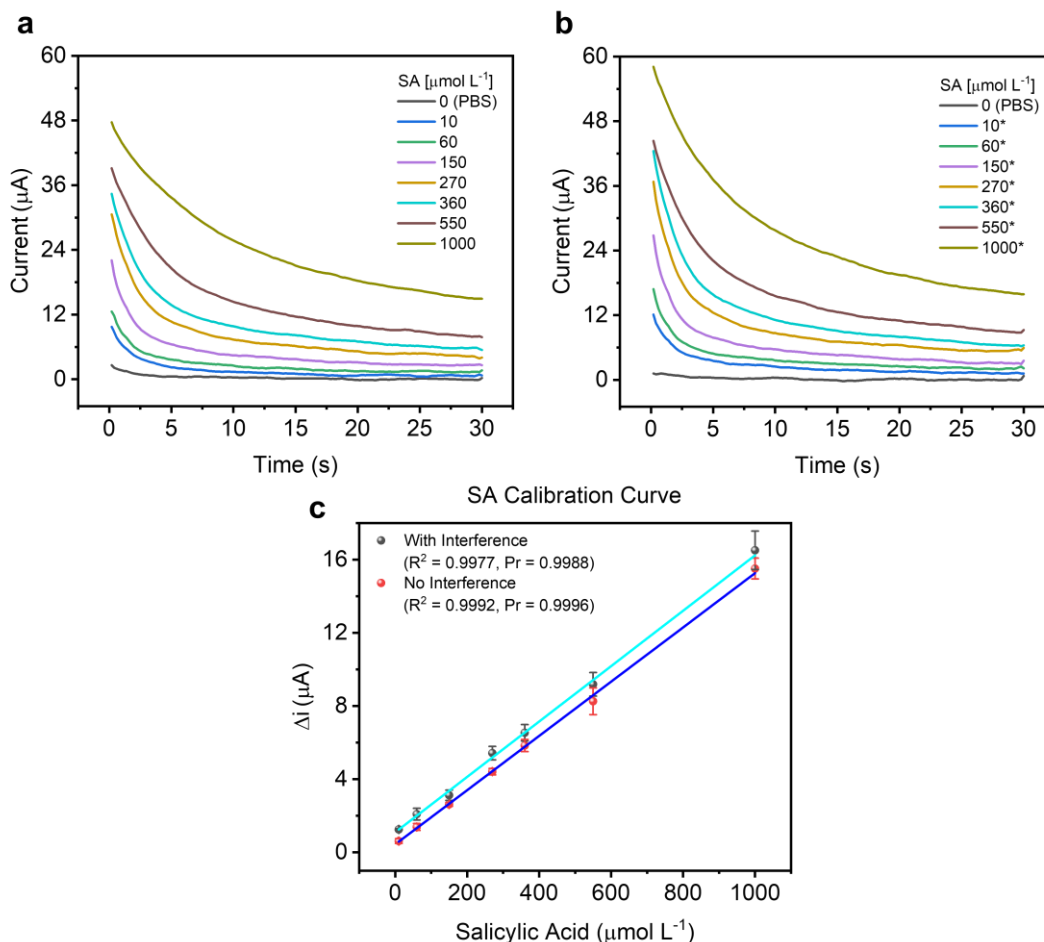 a
60
48
36
24
12
0
Current (μA)
SA [μmol L⁻¹]
0 (PBS)
10
60
150
270
360
550
1000
0 5 10 15 20 25 30
Time (s)
b
60
48
36
24
12
0
Current (μA)
SA [μmol L⁻¹]
0 (PBS)
10*
60*
150*
270*
360*
550*
1000*
0 5 10 15 20 25 30
Time (s)
SA Calibration Curve
c
With Interference
(R² = 0.9977, Pr = 0.9988)
No Interference
(R² = 0.9992, Pr = 0.9996)
16
12
8
4
0
Δi (μA)
0 200 400 600 800 1000
Salicylic Acid (μmol L⁻¹)